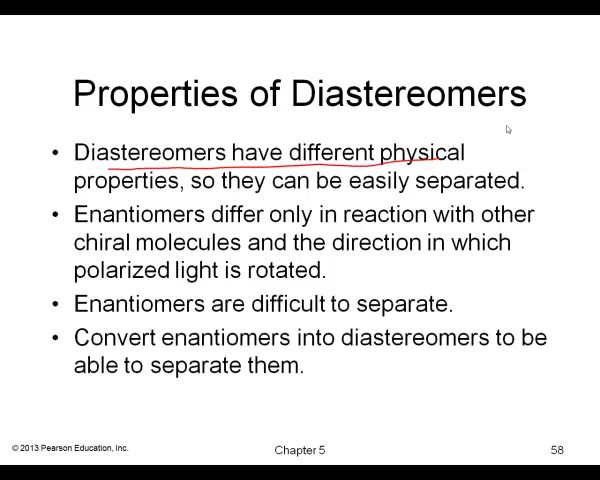 Properties of Diastereomers
• Diastereomers have different physical
properties, so they can be easily separated.
• Enantiomers differ only in reaction with other
chiral molecules and the direction in which
polarized light is rotated.
• Enantiomers are difficult to separate.
• Convert enantiomers into diastereomers to be
able to separate them.
© 2013 Pearson Education, Inc.
Chapter 5
58